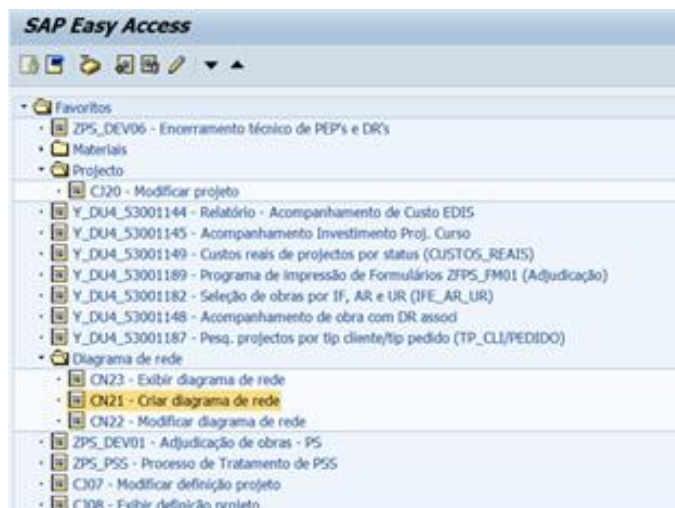 SAP Easy Access
Favoritos
ZPS_DEV06 - Encerramento técnico de PEP's e DR's
Materiais
Projecto
CJ20 - Modificar projeto
Y_DU4_53001144 - Relatório - Acompanhamento de Custo EDIS
Y_DU4_53001145 - Acompanhamento Investimento Proj. Curso
Y_DU4_53001149 - Custos reais de projectos por status (CUSTOS_REAIS)
Y_DU4_53001189 - Programa de impressão de Formulários ZFPS_FM01 (Adjudicação)
Y_DU4_53001182 - Seleção de obras por IF, AR e UR (IFE_AR_UR)
Y_DU4_53001148 - Acompanhamento de obra com DR associ
Y_DU4_53001187 - Pesq. projectos por tip cliente/tip pedido (TP_CLI/PEDIDO)
Diagrama de rede
CN23 - Exibir diagrama de rede
CN21 - Criar diagrama de rede
CN22 - Modificar diagrama de rede
ZPS_DEV01 - Adjudicação de obras - PS
ZPS_PSS - Processo de Tratamento de PSS
CJ07 - Modificar definição projeto
CJ08 - Exibir definição projeto